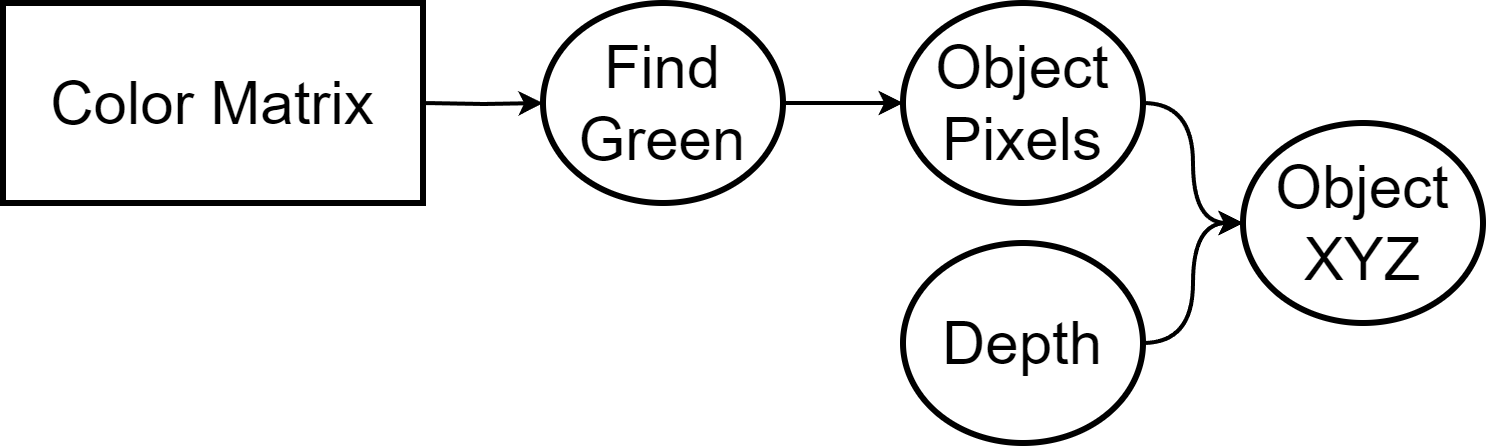 Color Matrix
Find
Green
Object
Pixels
Object
XYZ
Depth